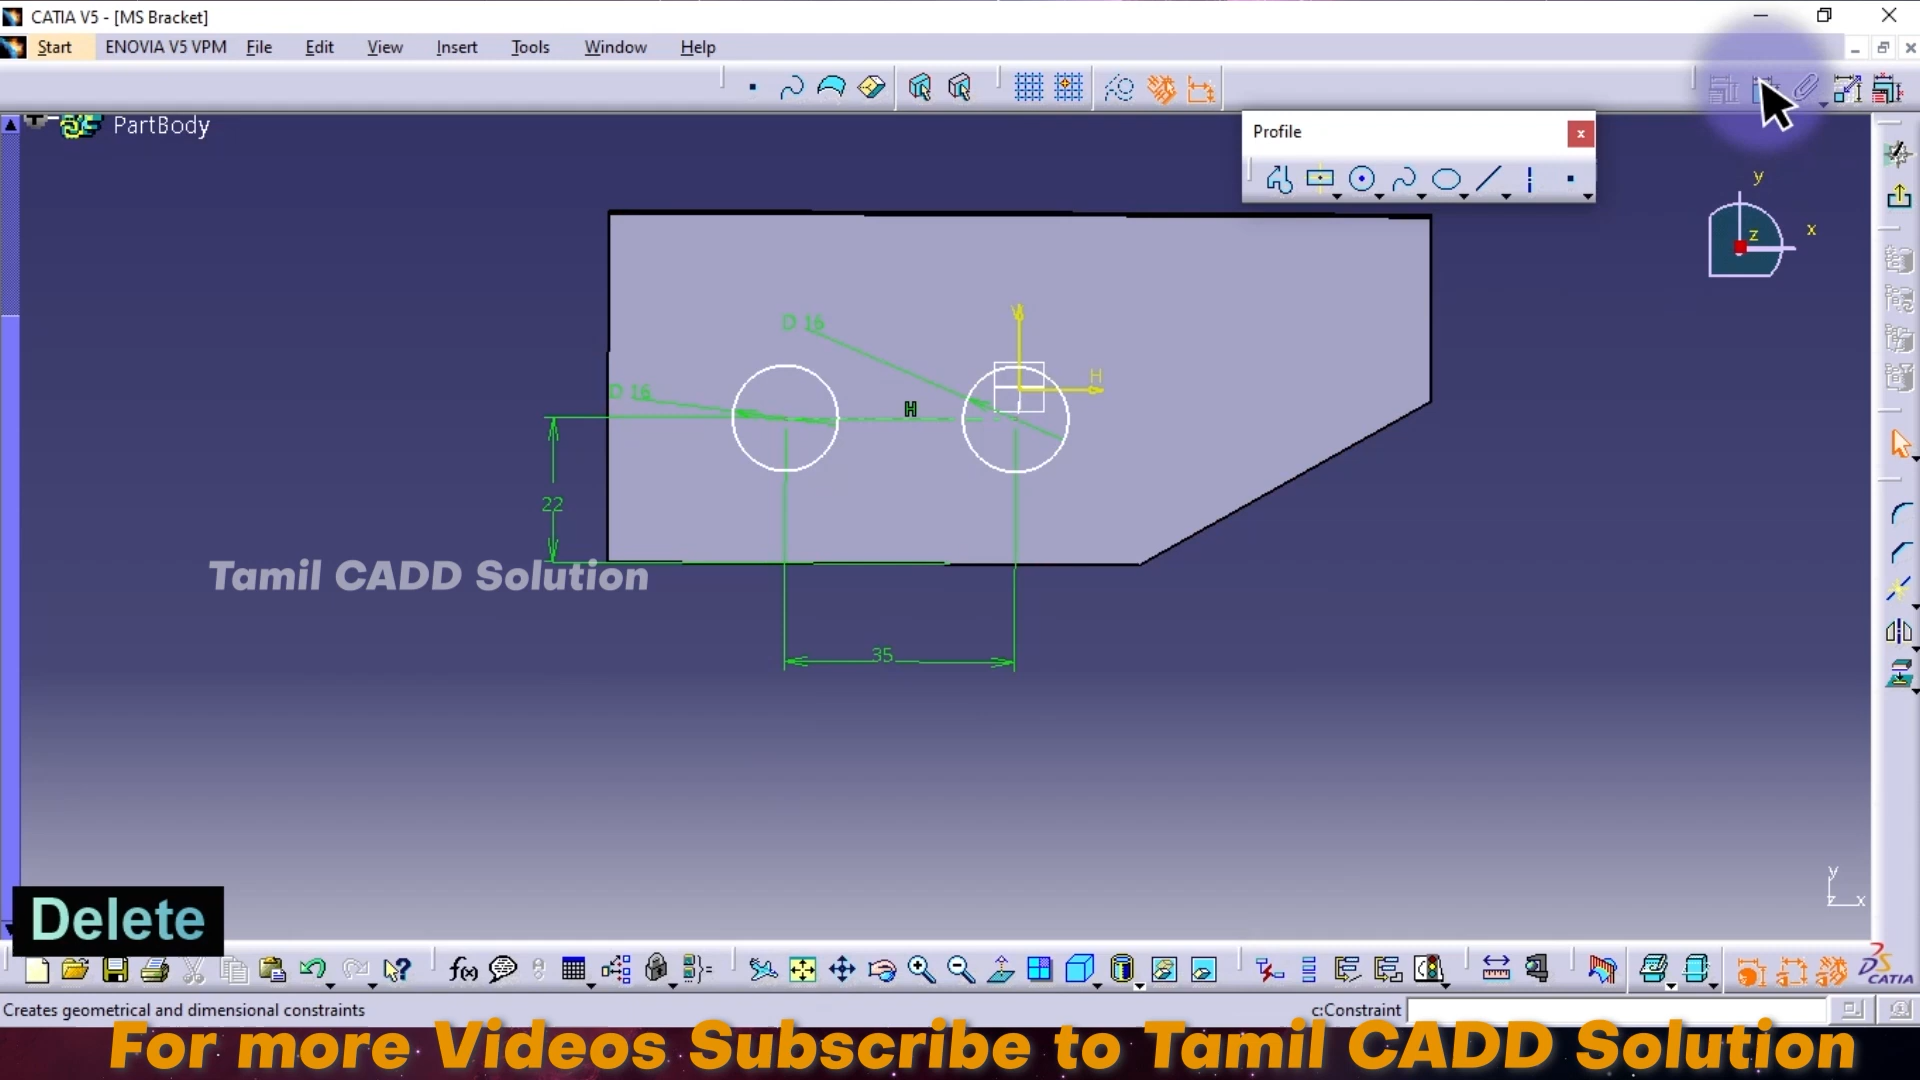 CATIA V5 - [MS Bracket]
Start ENOVIA V5 VPM File Edit View Insert Tools Window Help
PartBody
Profile
y
x
z
D 16
V
H
D 16
H
22
35
Tamil CADD Solution
y
z x
Delete
f(x)
CATIA
Creates geometrical and dimensional constraints
c:Constraint
For more Videos Subscribe to Tamil CADD Solution